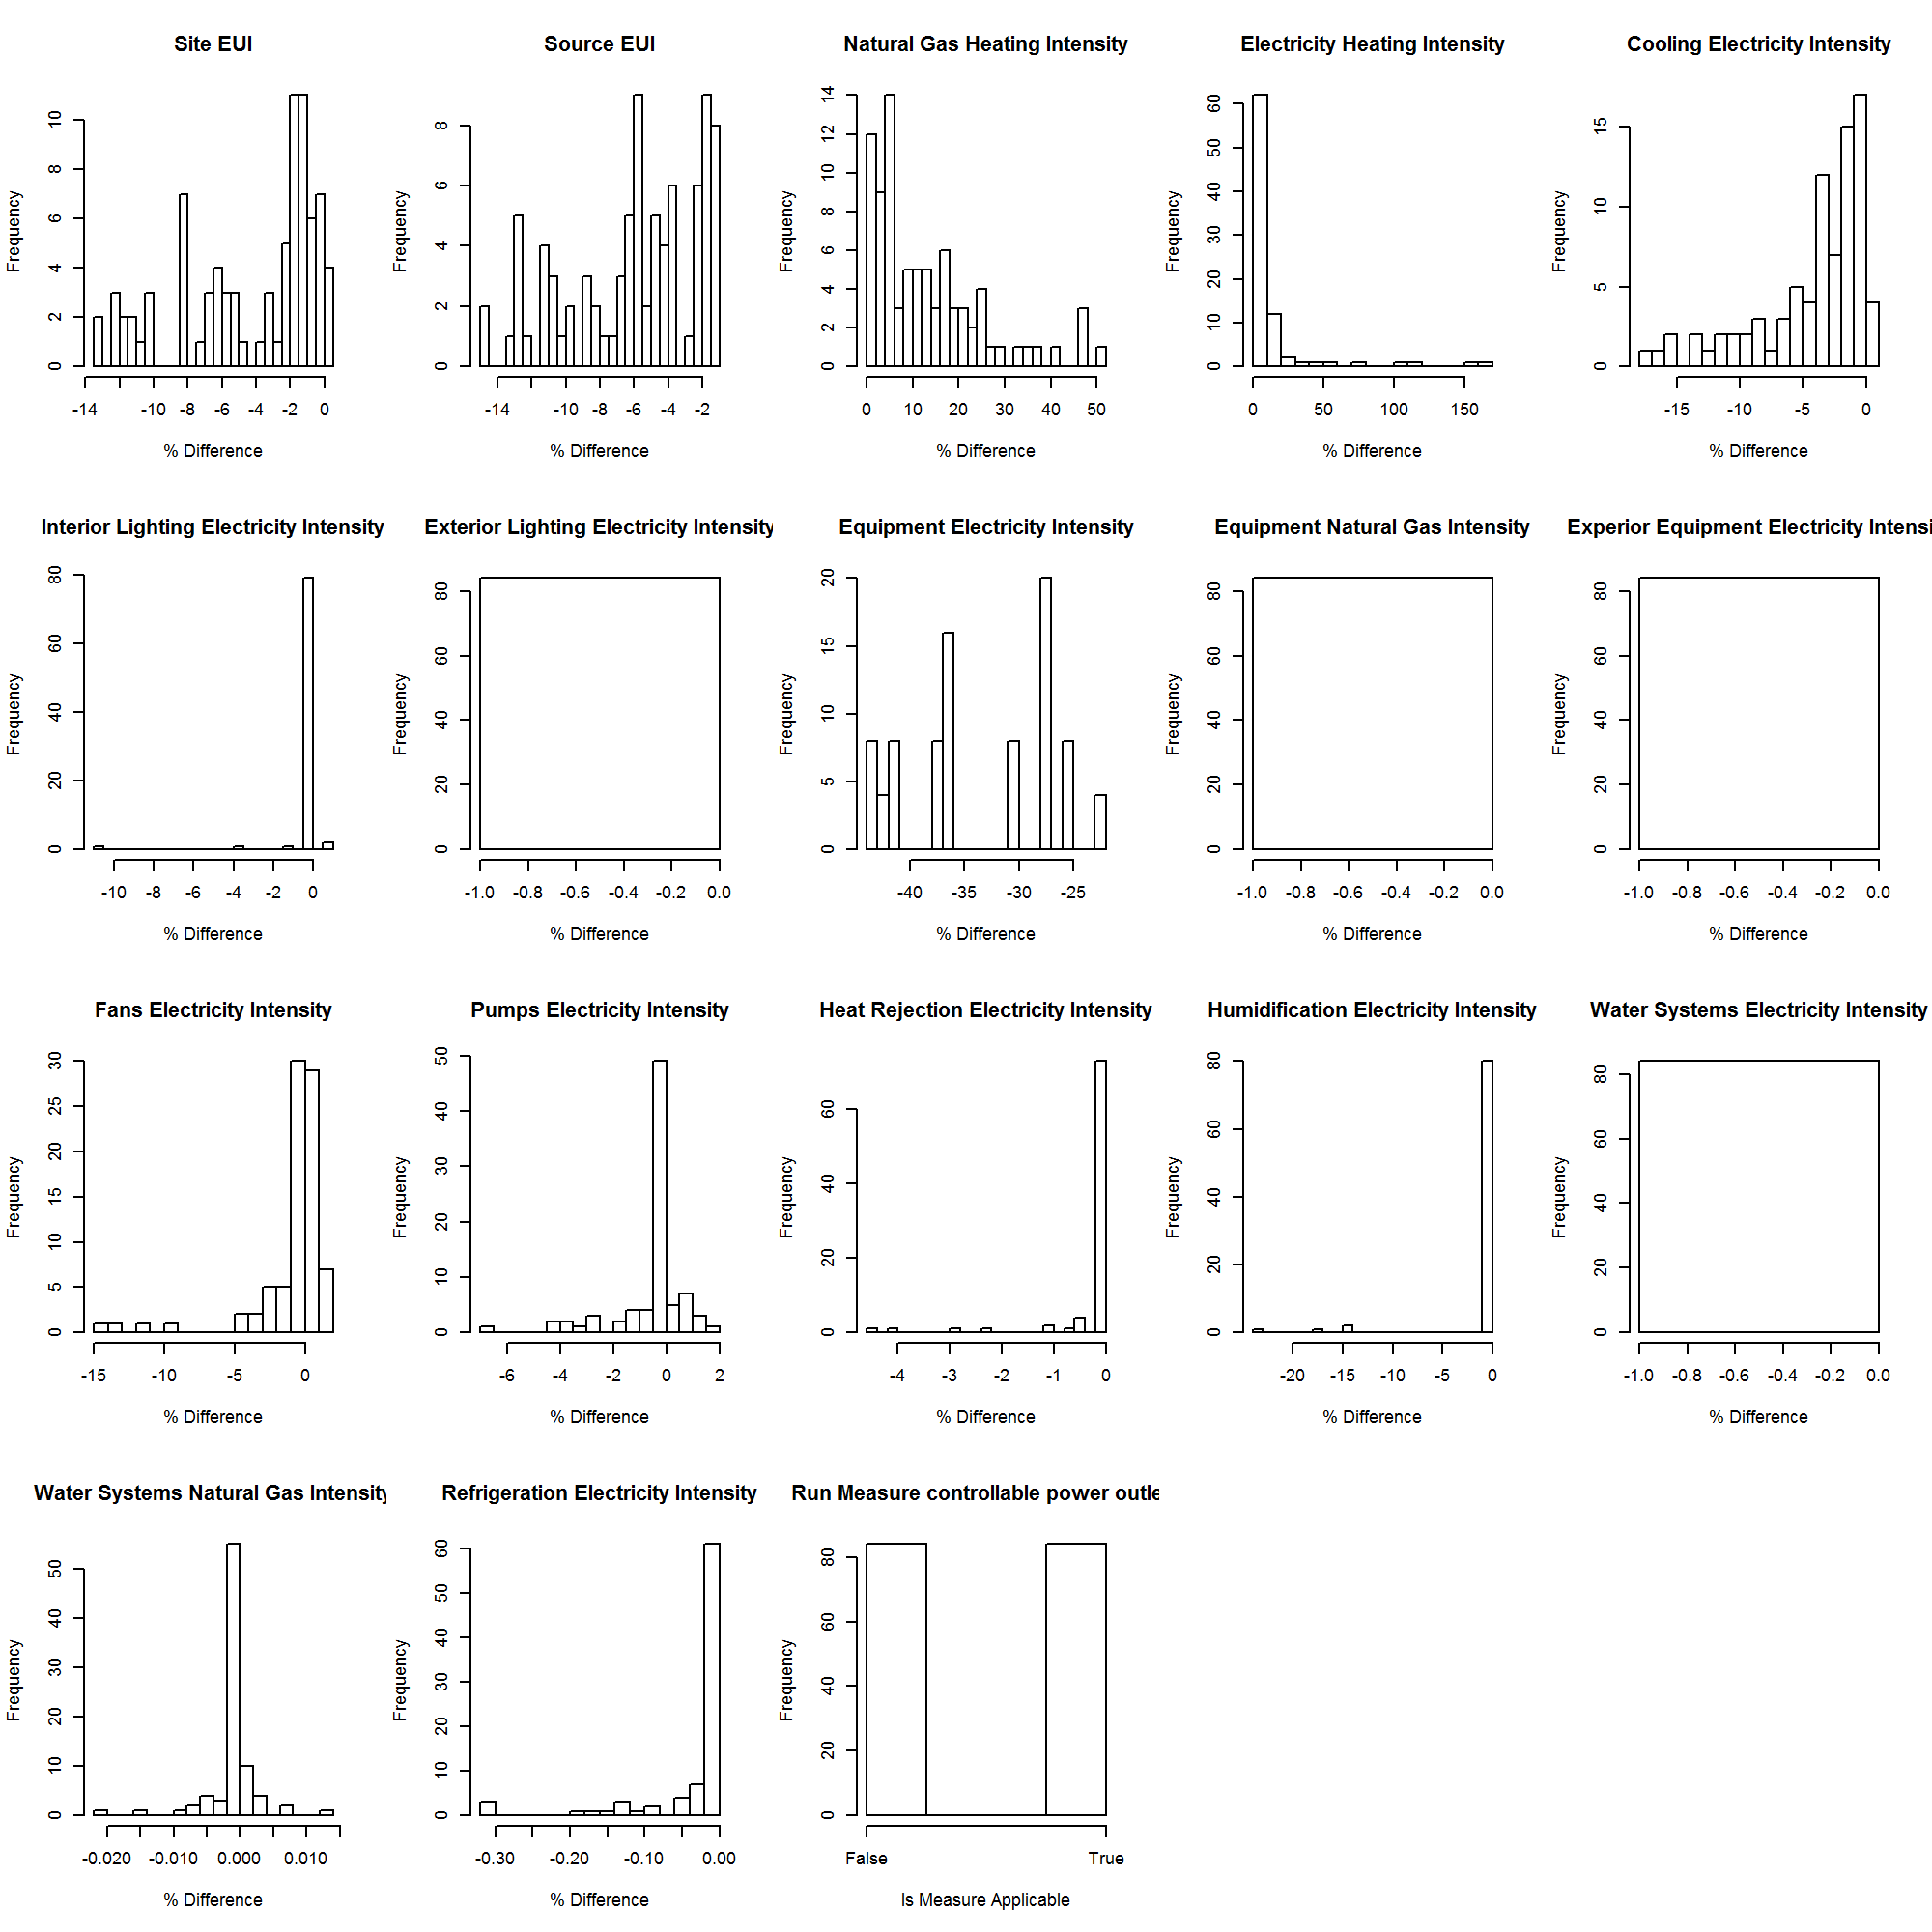 Site EUI
Frequency
0 2 4 6 8 10
-14 -10 -8 -6 -4 -2 0
% Difference
Source EUI
Frequency
0 2 4 6 8
-14 -10 -8 -6 -4 -2
% Difference
Natural Gas Heating Intensity
Frequency
0 2 4 6 8 10 12 14
0 10 20 30 40 50
% Difference
Electricity Heating Intensity
Frequency
0 10 20 30 40 50 60
0 50 100 150
% Difference
Cooling Electricity Intensity
Frequency
0 5 10 15
-15 -10 -5 0
% Difference
Interior Lighting Electricity Intensity
Frequency
0 20 40 60 80
-10 -8 -6 -4 -2 0
% Difference
Exterior Lighting Electricity Intensity
Frequency
0 20 40 60 80
-1.0 -0.8 -0.6 -0.4 -0.2 0.0
% Difference
Equipment Electricity Intensity
Frequency
0 5 10 15 20
-40 -35 -30 -25
% Difference
Equipment Natural Gas Intensity
Frequency
0 20 40 60 80
-1.0 -0.8 -0.6 -0.4 -0.2 0.0
% Difference
Experior Equipment Electricity Intensi
Frequency
0 20 40 60 80
-1.0 -0.8 -0.6 -0.4 -0.2 0.0
% Difference
Fans Electricity Intensity
Frequency
0 5 10 15 20 25 30
-15 -10 -5 0
% Difference
Pumps Electricity Intensity
Frequency
0 10 20 30 40 50
-6 -4 -2 0 2
% Difference
Heat Rejection Electricity Intensity
Frequency
0 20 40 60
-4 -3 -2 -1 0
% Difference
Humidification Electricity Intensity
Frequency
0 20 40 60 80
-20 -15 -10 -5 0
% Difference
Water Systems Electricity Intensity
Frequency
0 20 40 60 80
-1.0 -0.8 -0.6 -0.4 -0.2 0.0
% Difference
Water Systems Natural Gas Intensity
Frequency
0 10 20 30 40 50
-0.020 -0.010 0.000 0.010
% Difference
Refrigeration Electricity Intensity
Frequency
0 10 20 30 40 50 60
-0.30 -0.20 -0.10 0.00
% Difference
Run Measure controllable power outle
Frequency
0 20 40 60 80
False True
Is Measure Applicable